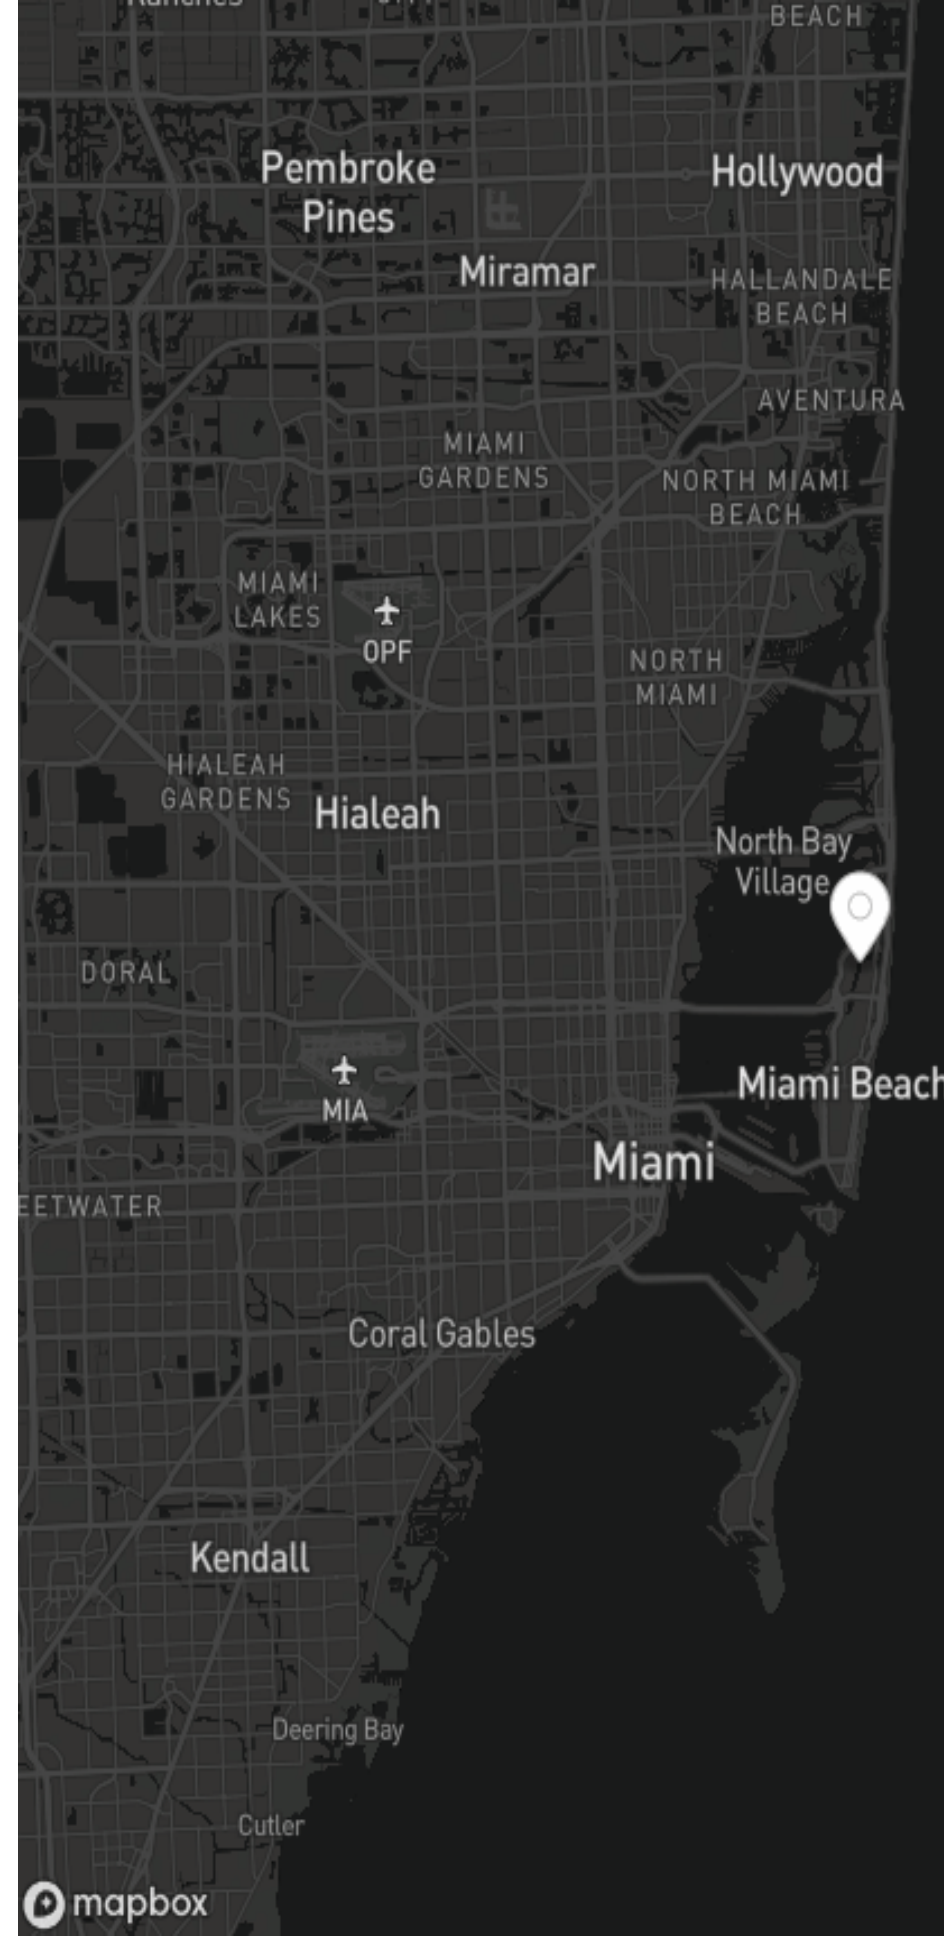 Ranches
BEACH
Pembroke
Pines
Hollywood
Miramar
HALLANDALE
BEACH
AVENTURA
MIAMI
GARDENS
NORTH MIAMI
BEACH
MIAMI
LAKES
OPF
NORTH
MIAMI
HIALEAH
GARDENS
Hialeah
North Bay
Village
DORAL
MIA
Miami Beach
Miami
EETWATER
Coral Gables
Kendall
Deering Bay
Cutler
mapbox